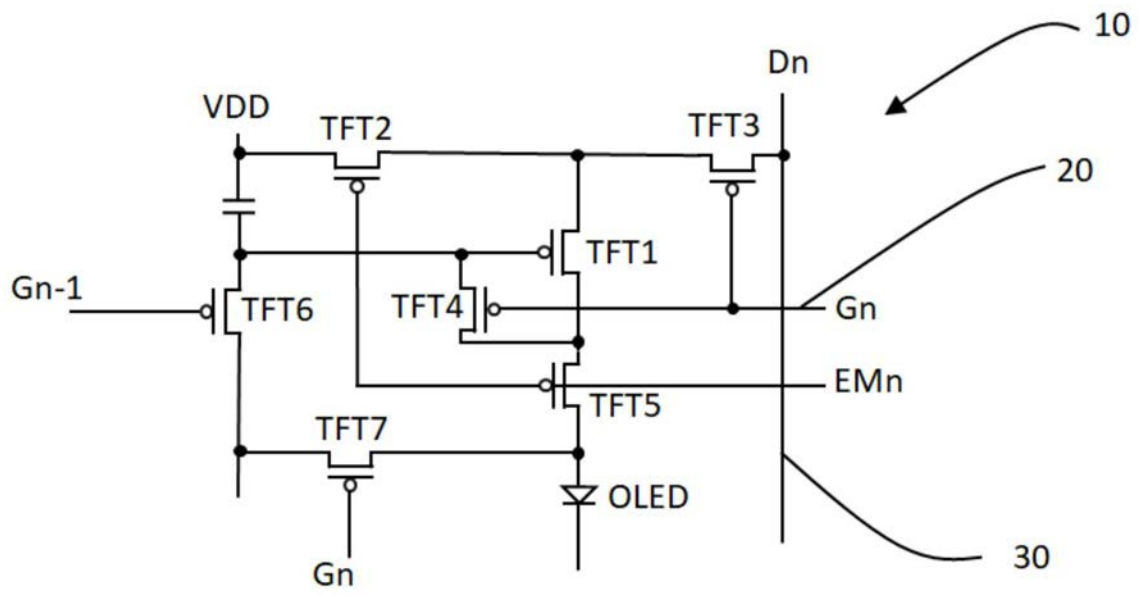 10
Dn
VDD
TFT2
TFT3
20
TFT1
Gn-1
TFT6
TFT4
Gn
EMn
TFT5
TFT7
OLED
30
Gn